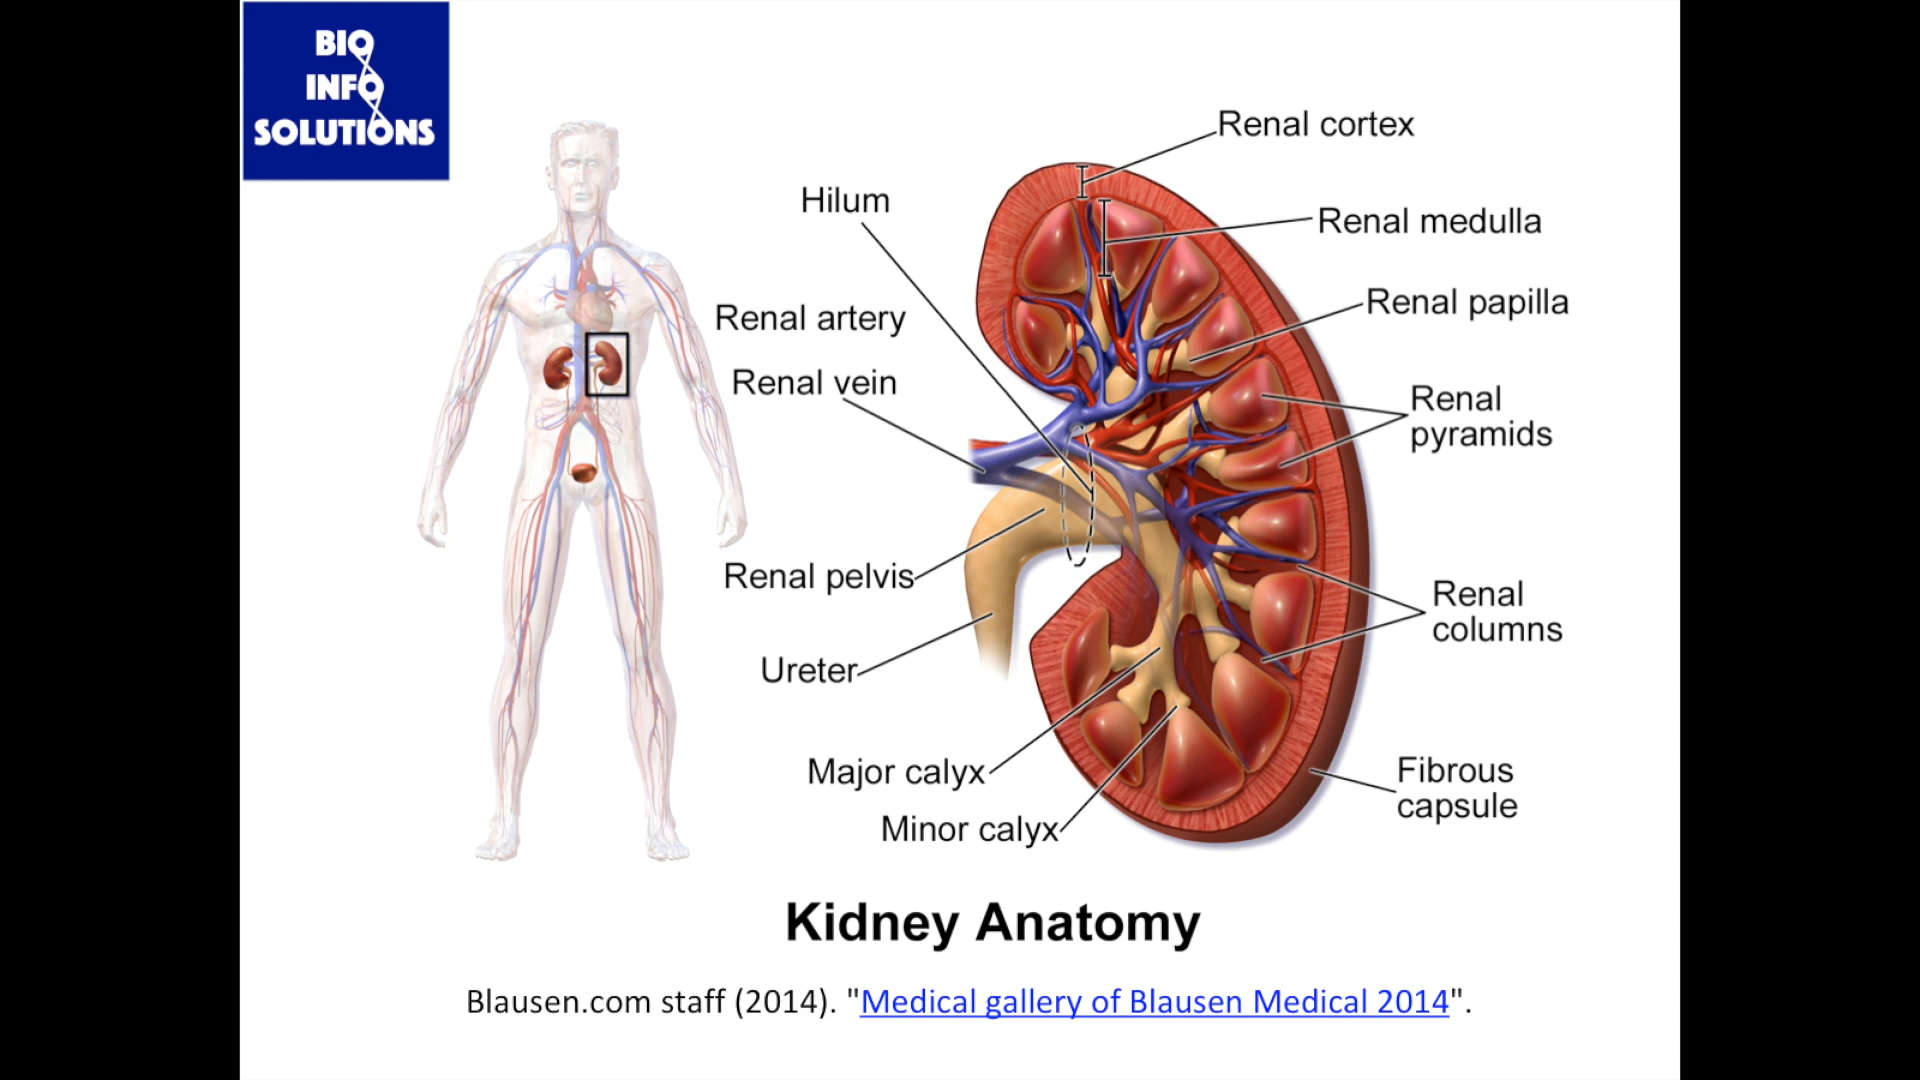 BIO
INFO
SOLUTIONS
Renal cortex
Hilum
Renal medulla
Renal artery
Renal papilla
Renal vein
Renal
pyramids
Renal pelvis
Renal
columns
Ureter
Major calyx
Fibrous
capsule
Minor calyx
Kidney Anatomy
Blausen.com staff (2014). "Medical gallery of Blausen Medical 2014".